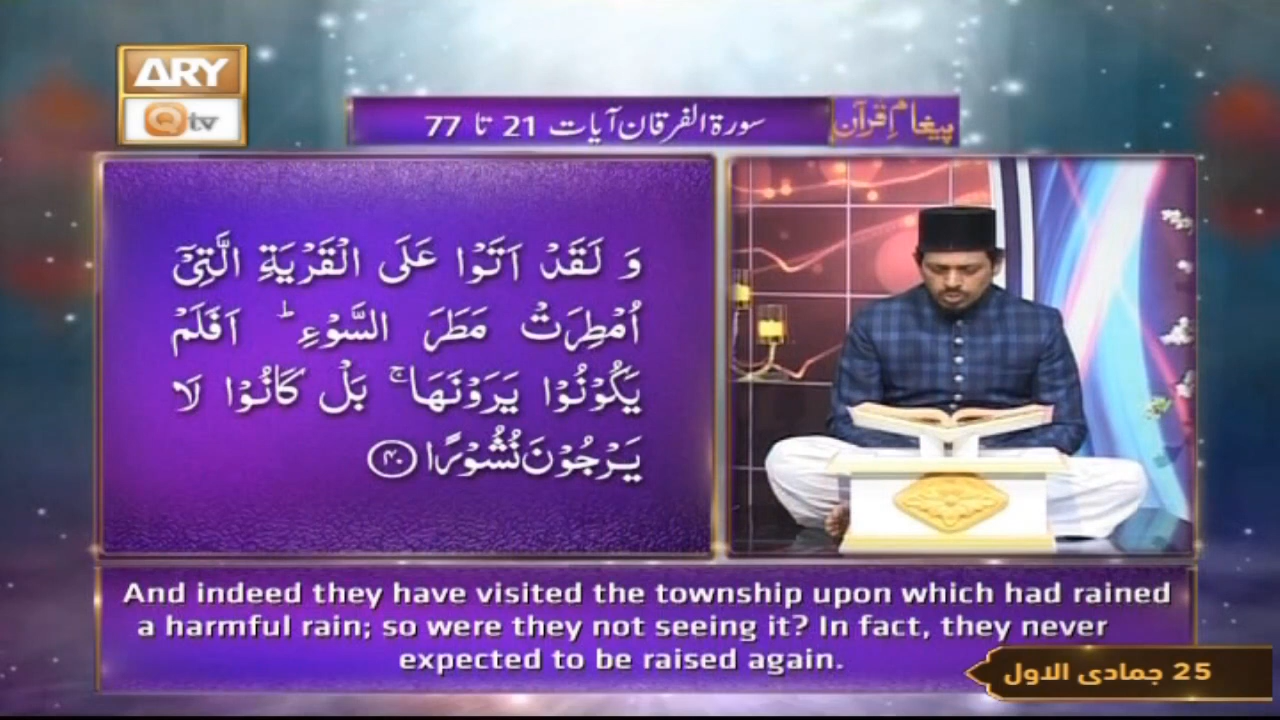 ARY
Qtv
پیغامِ قرآن
سورۃ الفرقان آیات 21 تا 77
وَ لَقَدْ اَتَوْا عَلَى الْقَرْیَةِ الَّتِیْۤ
اُمْطِرَتْ مَطَرَ السَّوْءِؕ اَفَلَمْ
یَكُوْنُوْا یَرَوْنَهَاۚ بَلْ كَانُوْا لَا
یَرْجُوْنَ نُشُوْرًا ۴۰
And indeed they have visited the township upon which had rained
a harmful rain; so were they not seeing it? In fact, they never
expected to be raised again.
25 جمادی الاول